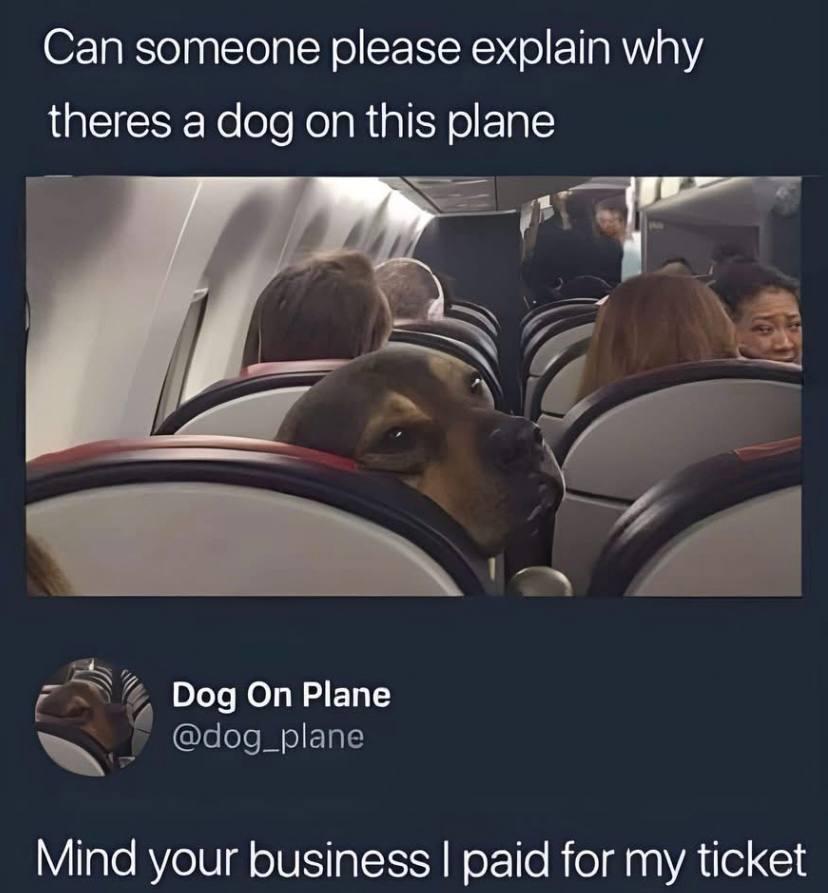 Can someone please explain why
theres a dog on this plane
Dog On Plane
@dog_plane
Mind your business I paid for my ticket